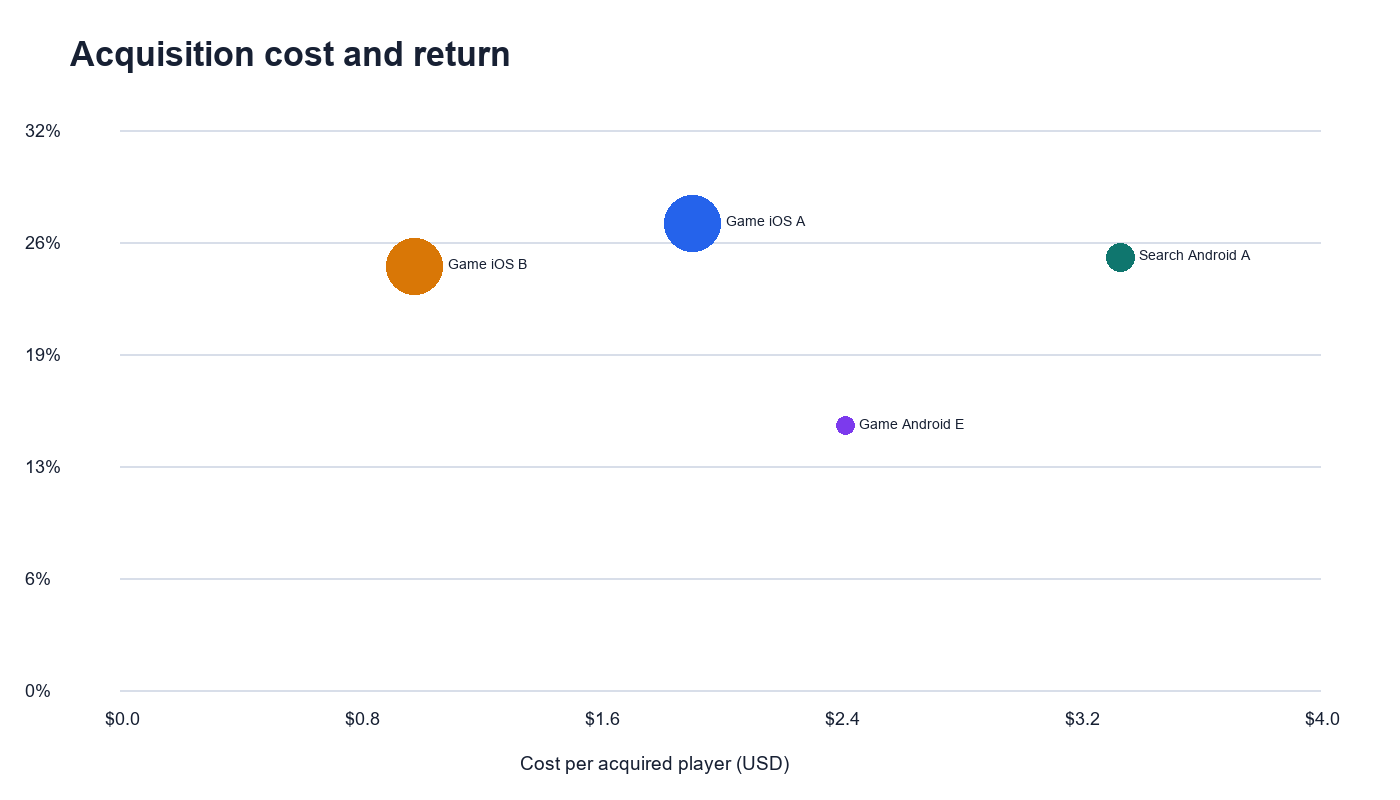 Acquisition cost and return
32%
Game iOS A
26%
Search Android A
Game iOS B
19%
Game Android E
13%
6%
0%
$0.0 $0.8 $1.6 $2.4 $3.2 $4.0
Cost per acquired player (USD)